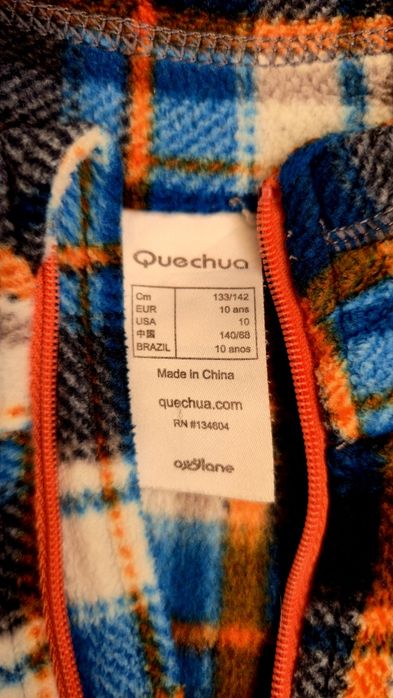 Quechua
Cm 133/142
EUR 10 ans
USA 10
中国 140/68
BRAZIL 10 anos
Made in China
quechua.com
RN #134604
oxylane